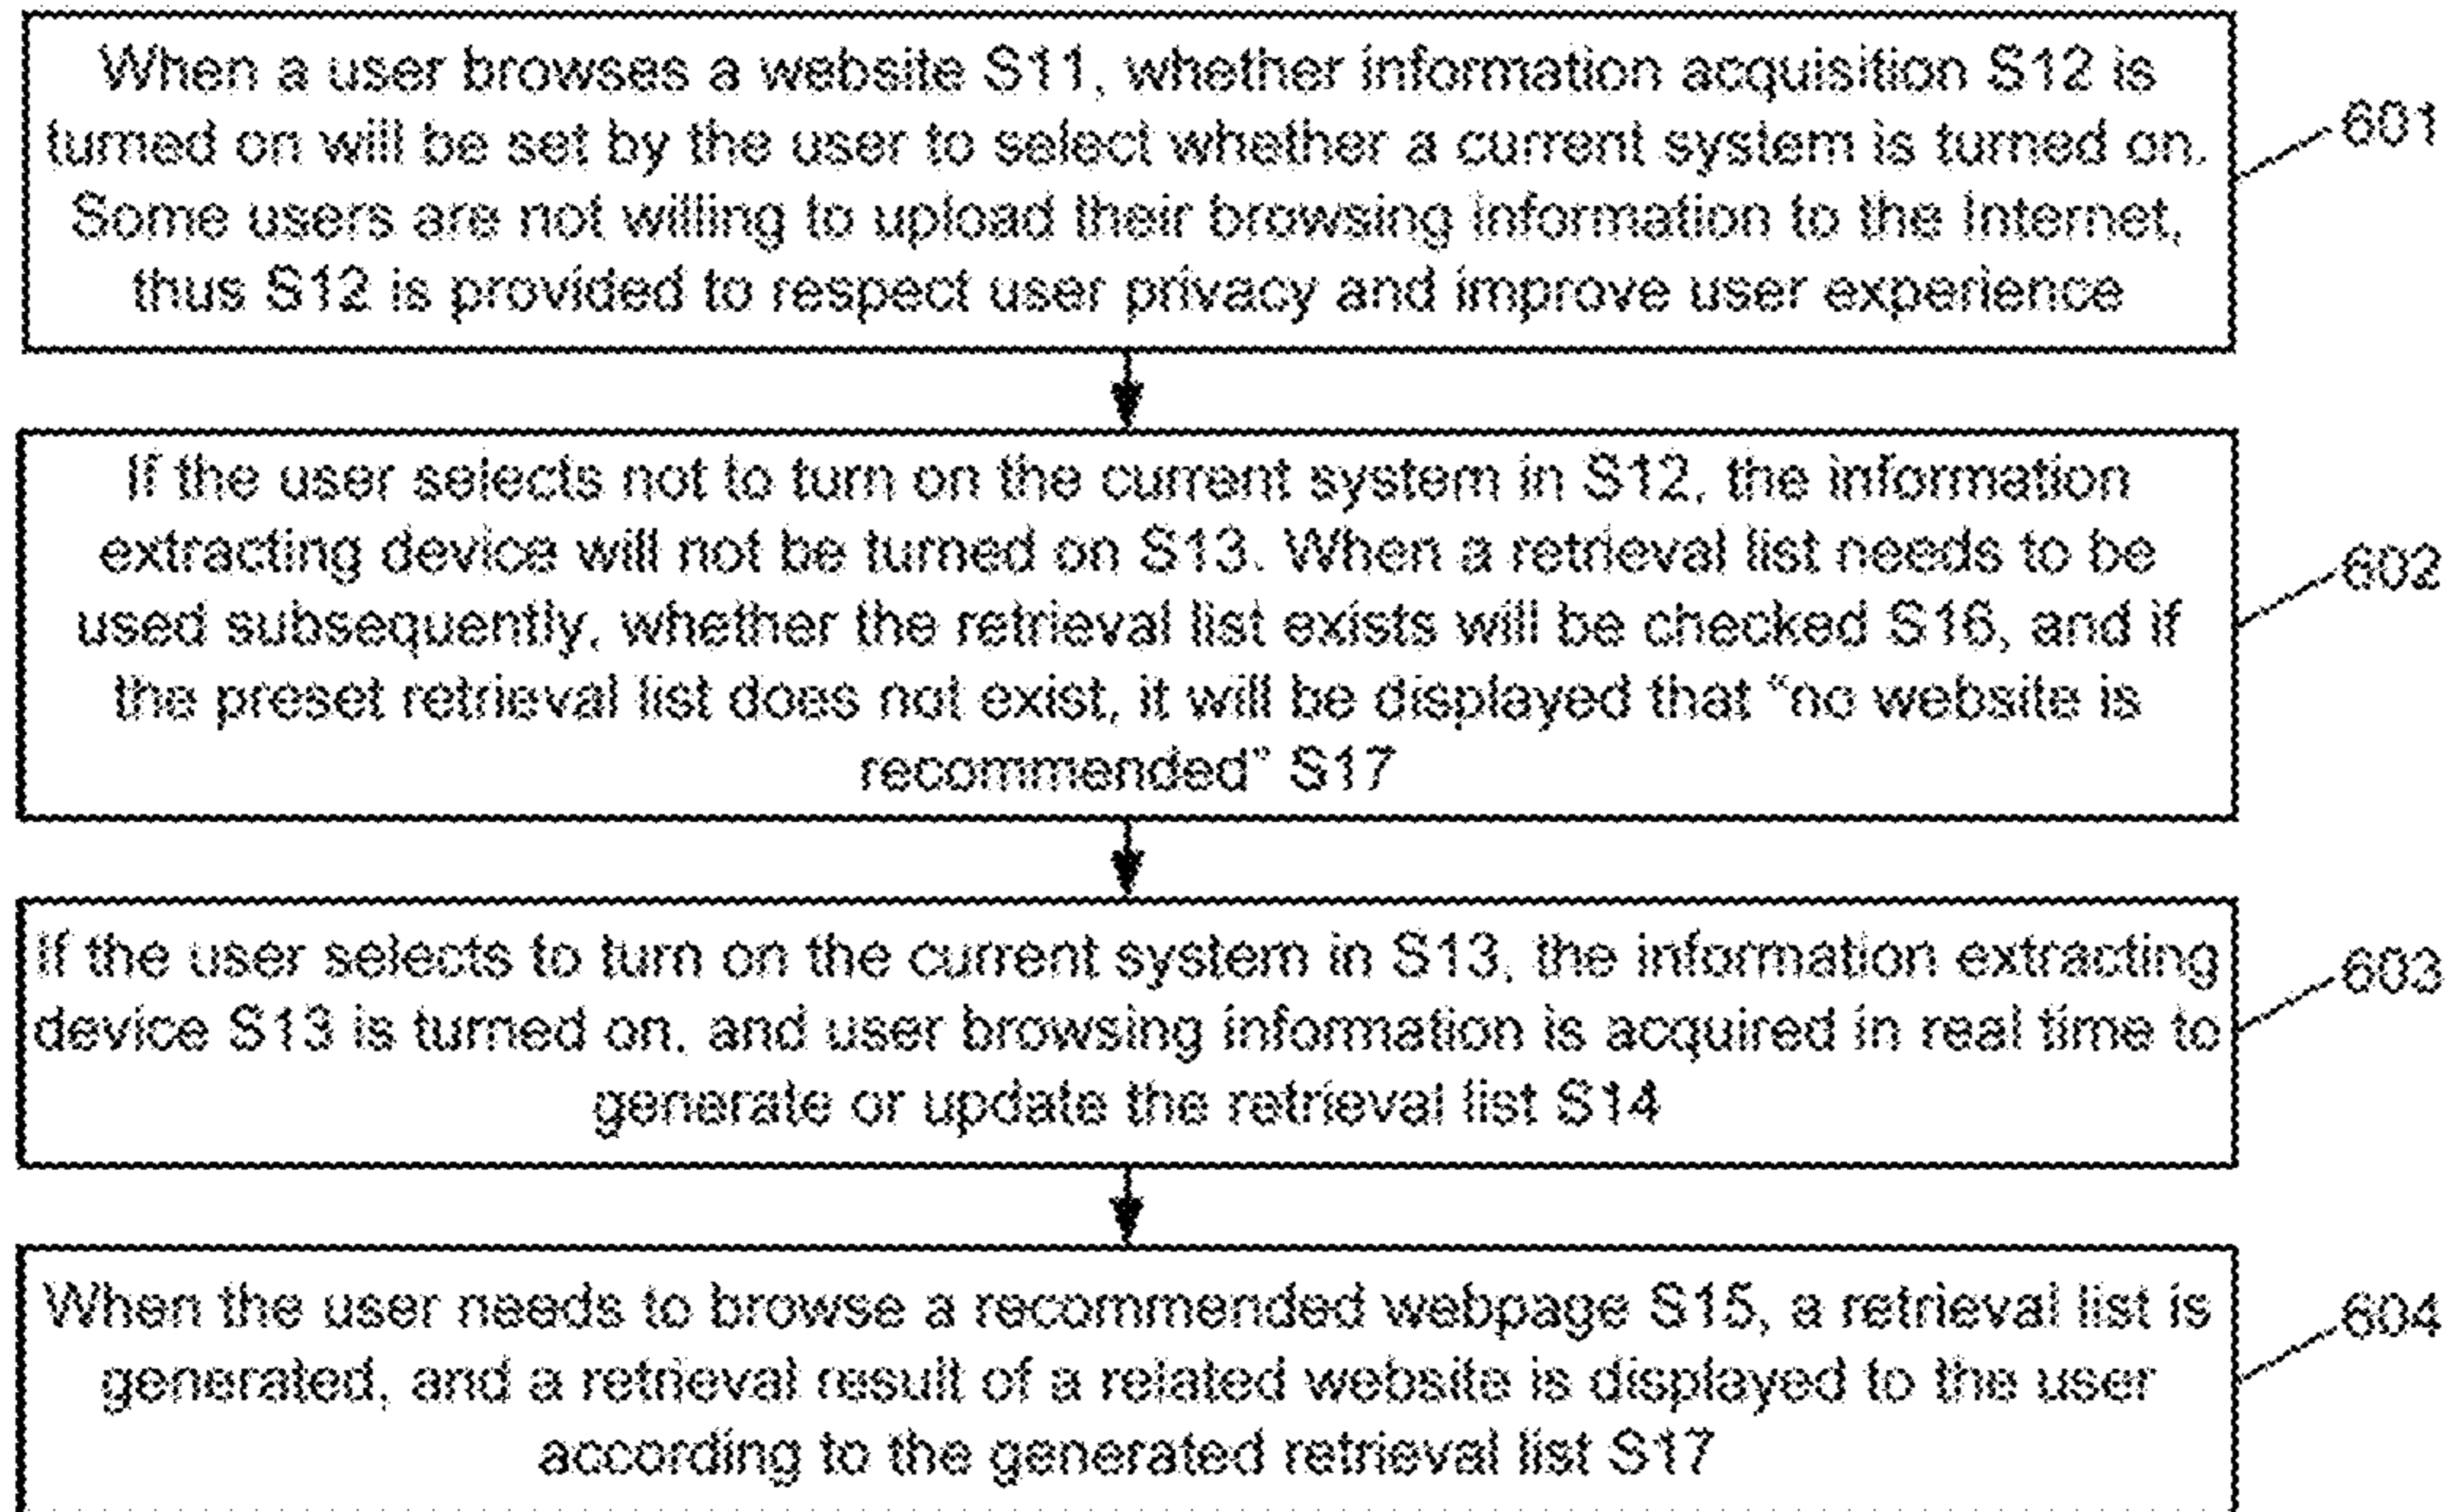 When a user browses a website S11, whether information acquisition S12 is
turned on will be set by the user to select whether a current system is turned on.
Some users are not willing to upload their browsing information to the Internet,
thus S12 is provided to respect user privacy and improve user experience
601
If the user selects not to turn on the current system in S12, the information
extracting device will not be turned on S13. When a retrieval list needs to be
used subsequently, whether the retrieval list exists will be checked S16, and if
the preset retrieval list does not exist, it will be displayed that “no website is
recommended” S17
602
If the user selects to turn on the current system in S13, the information extracting
device S13 is turned on, and user browsing information is acquired in real time to
generate or update the retrieval list S14
603
When the user needs to browse a recommended webpage S15, a retrieval list is
generated, and a retrieval result of a related website is displayed to the user
according to the generated retrieval list S17
604